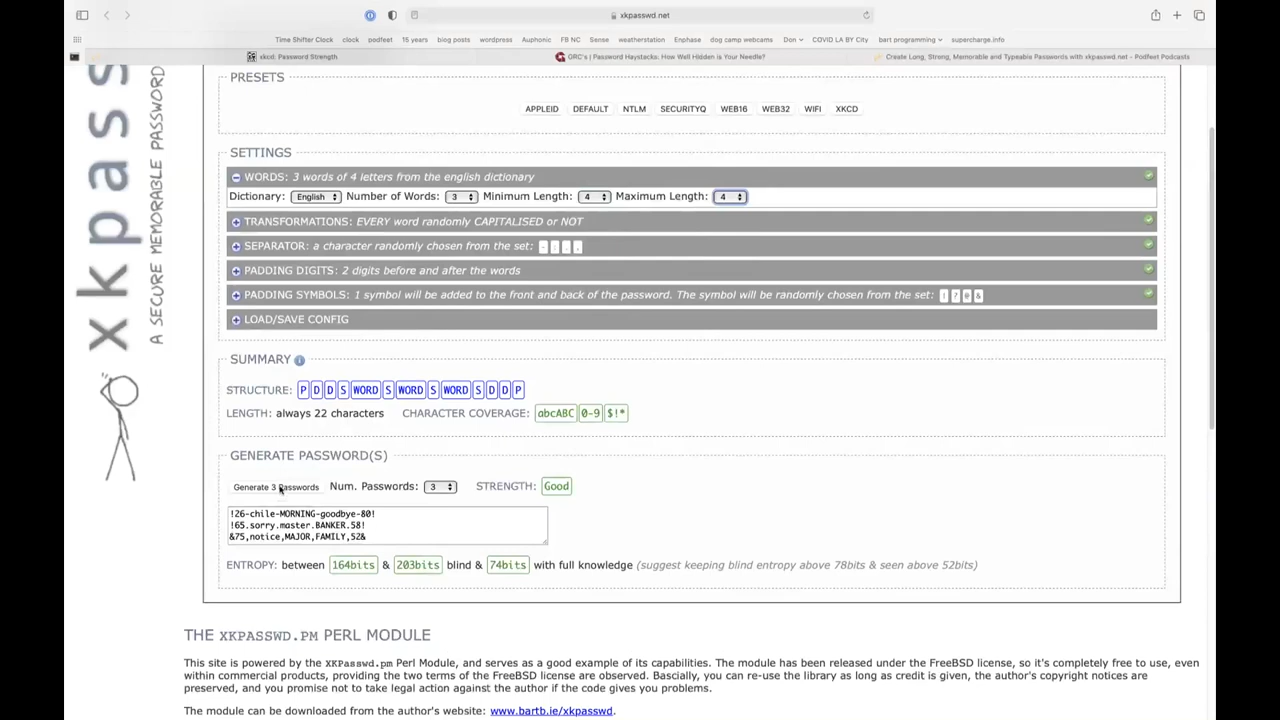 xkpasswd.net
Time Shifter Clock clock podfeet 15 years blog posts wordpress Auphonic FB NC Sense weatherstation Enphase dog camp webcams Don COVID LA BY City bart programming supercharge.info
xkcd: Password Strength GRC's | Password Haystacks: How Well Hidden is Your Needle? Create Long, Strong, Memorable and Typeable Passwords with xkpasswd.net - Podfeet Podcasts
xkpass
A SECURE MEMORABLE PASSWORD
PRESETS
APPLEID DEFAULT NTLM SECURITYQ WEB16 WEB32 WIFI XKCD
SETTINGS
WORDS: 3 words of 4 letters from the english dictionary
Dictionary: English Number of Words: 3 Minimum Length: 4 Maximum Length: 4
TRANSFORMATIONS: EVERY word randomly CAPITALISED or NOT
SEPARATOR: a character randomly chosen from the set:
PADDING DIGITS: 2 digits before and after the words
PADDING SYMBOLS: 1 symbol will be added to the front and back of the password. The symbol will be randomly chosen from the set: ! ? @ &
LOAD/SAVE CONFIG
SUMMARY
STRUCTURE: P D D S WORD S WORD S WORD S D D P
LENGTH: always 22 characters CHARACTER COVERAGE: abcABC 0-9 $!*
GENERATE PASSWORD(S)
Generate 3 Passwords Num. Passwords: 3 STRENGTH: Good
!26-chile-MORNING-goodbye-80!
!65.sorry.master.BANKER.58!
&75,notice,MAJOR,FAMILY,52&
ENTROPY: between 164bits & 203bits blind & 74bits with full knowledge (suggest keeping blind entropy above 78bits & seen above 52bits)
THE XKPASSWD.PM PERL MODULE
This site is powered by the XKPasswd.pm Perl Module, and serves as a good example of its capabilities. The module has been released under the FreeBSD license, so it's completely free to use, even
within commercial products, providing the two terms of the FreeBSD license are observed. Bascially, you can re-use the library as long as credit is given, the author's copyright notices are
preserved, and you promise not to take legal action against the author if the code gives you problems.
The module can be downloaded from the author's website: www.bartb.ie/xkpasswd.